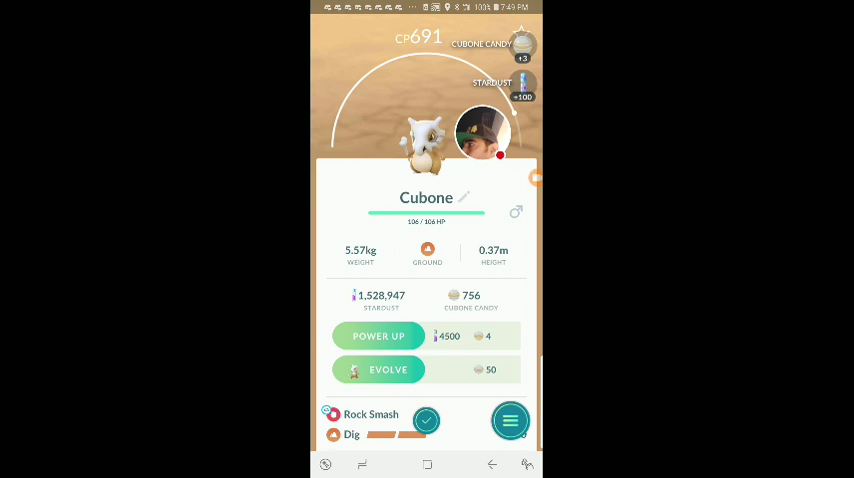 100% 7:49 PM
CP691
CUBONE CANDY
+3
STARDUST
+100
Cubone
106 / 106 HP
5.57kg
WEIGHT
GROUND
0.37m
HEIGHT
1,528,947
STARDUST
756
CUBONE CANDY
POWER UP 4500 4
EVOLVE 50
Rock Smash
Dig